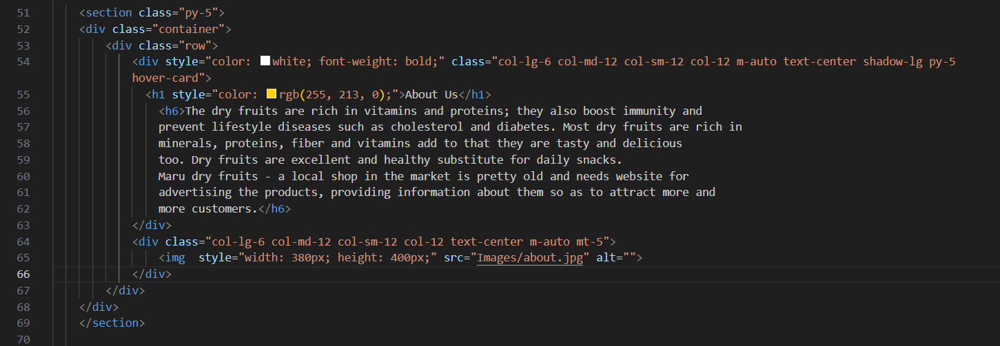 51 <section class="py-5">
52 <div class="container">
53 <div class="row">
54 <div style="color: white; font-weight: bold;" class="col-lg-6 col-md-12 col-sm-12 col-12 m-auto text-center shadow-lg py-5
hover-card">
55 <h1 style="color: rgb(255, 213, 0);">About Us</h1>
56 <h6>The dry fruits are rich in vitamins and proteins; they also boost immunity and
57 prevent lifestyle diseases such as cholesterol and diabetes. Most dry fruits are rich in
58 minerals, proteins, fiber and vitamins add to that they are tasty and delicious
59 too. Dry fruits are excellent and healthy substitute for daily snacks.
60 Maru dry fruits - a local shop in the market is pretty old and needs website for
61 advertising the products, providing information about them so as to attract more and
62 more customers.</h6>
63 </div>
64 <div class="col-lg-6 col-md-12 col-sm-12 col-12 text-center m-auto mt-5">
65 <img  style="width: 380px; height: 400px;" src="Images/about.jpg" alt="">
66 </div>
67 </div>
68 </div>
69 </section>
70